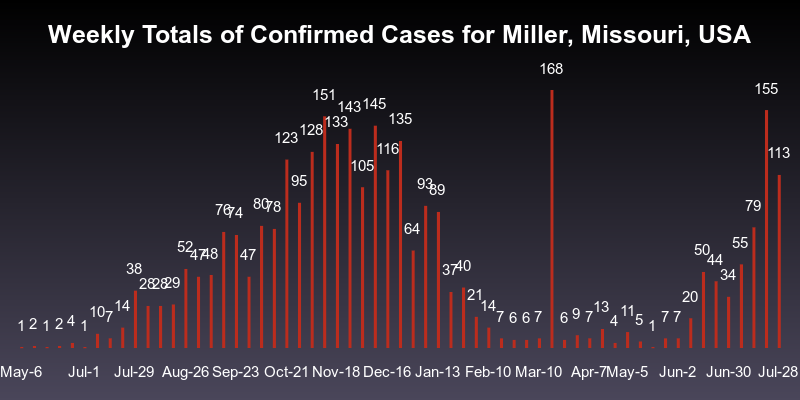 Weekly Totals of Confirmed Cases for Miller, Missouri, USA
1 2 1 2 4 1 10 7 14 38 28 28 29 52 47 48 76 74 47 80 78 123 95 128 151 133 143 105 145 116 135 64 93 89 37 40 21 14 7 6 6 7 168 6 9 7 13 4 11 5 1 7 7 20 50 44 34 55 79 155 113
May-6 Jul-1 Jul-29 Aug-26 Sep-23 Oct-21 Nov-18 Dec-16 Jan-13 Feb-10 Mar-10 Apr-7 May-5 Jun-2 Jun-30 Jul-28